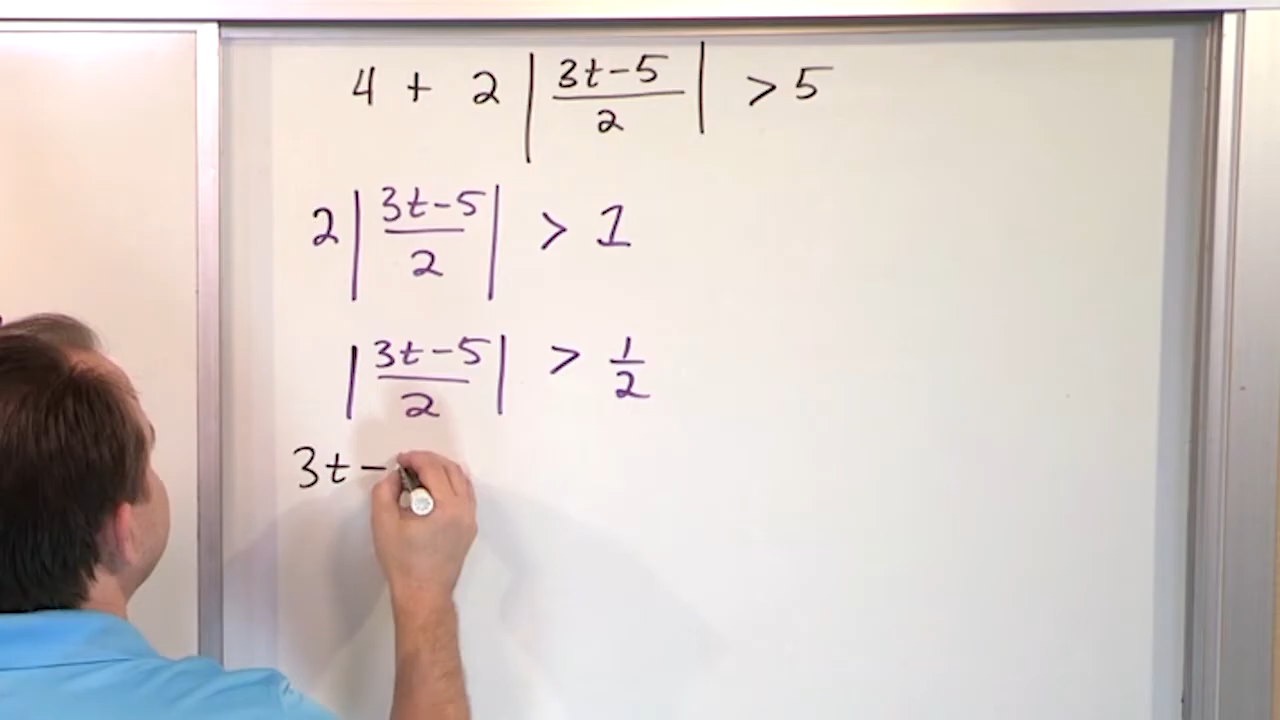 4 + 2 |3t-5/2| > 5
2 |3t-5/2| > 1
|3t-5/2| > 1/2
3t -